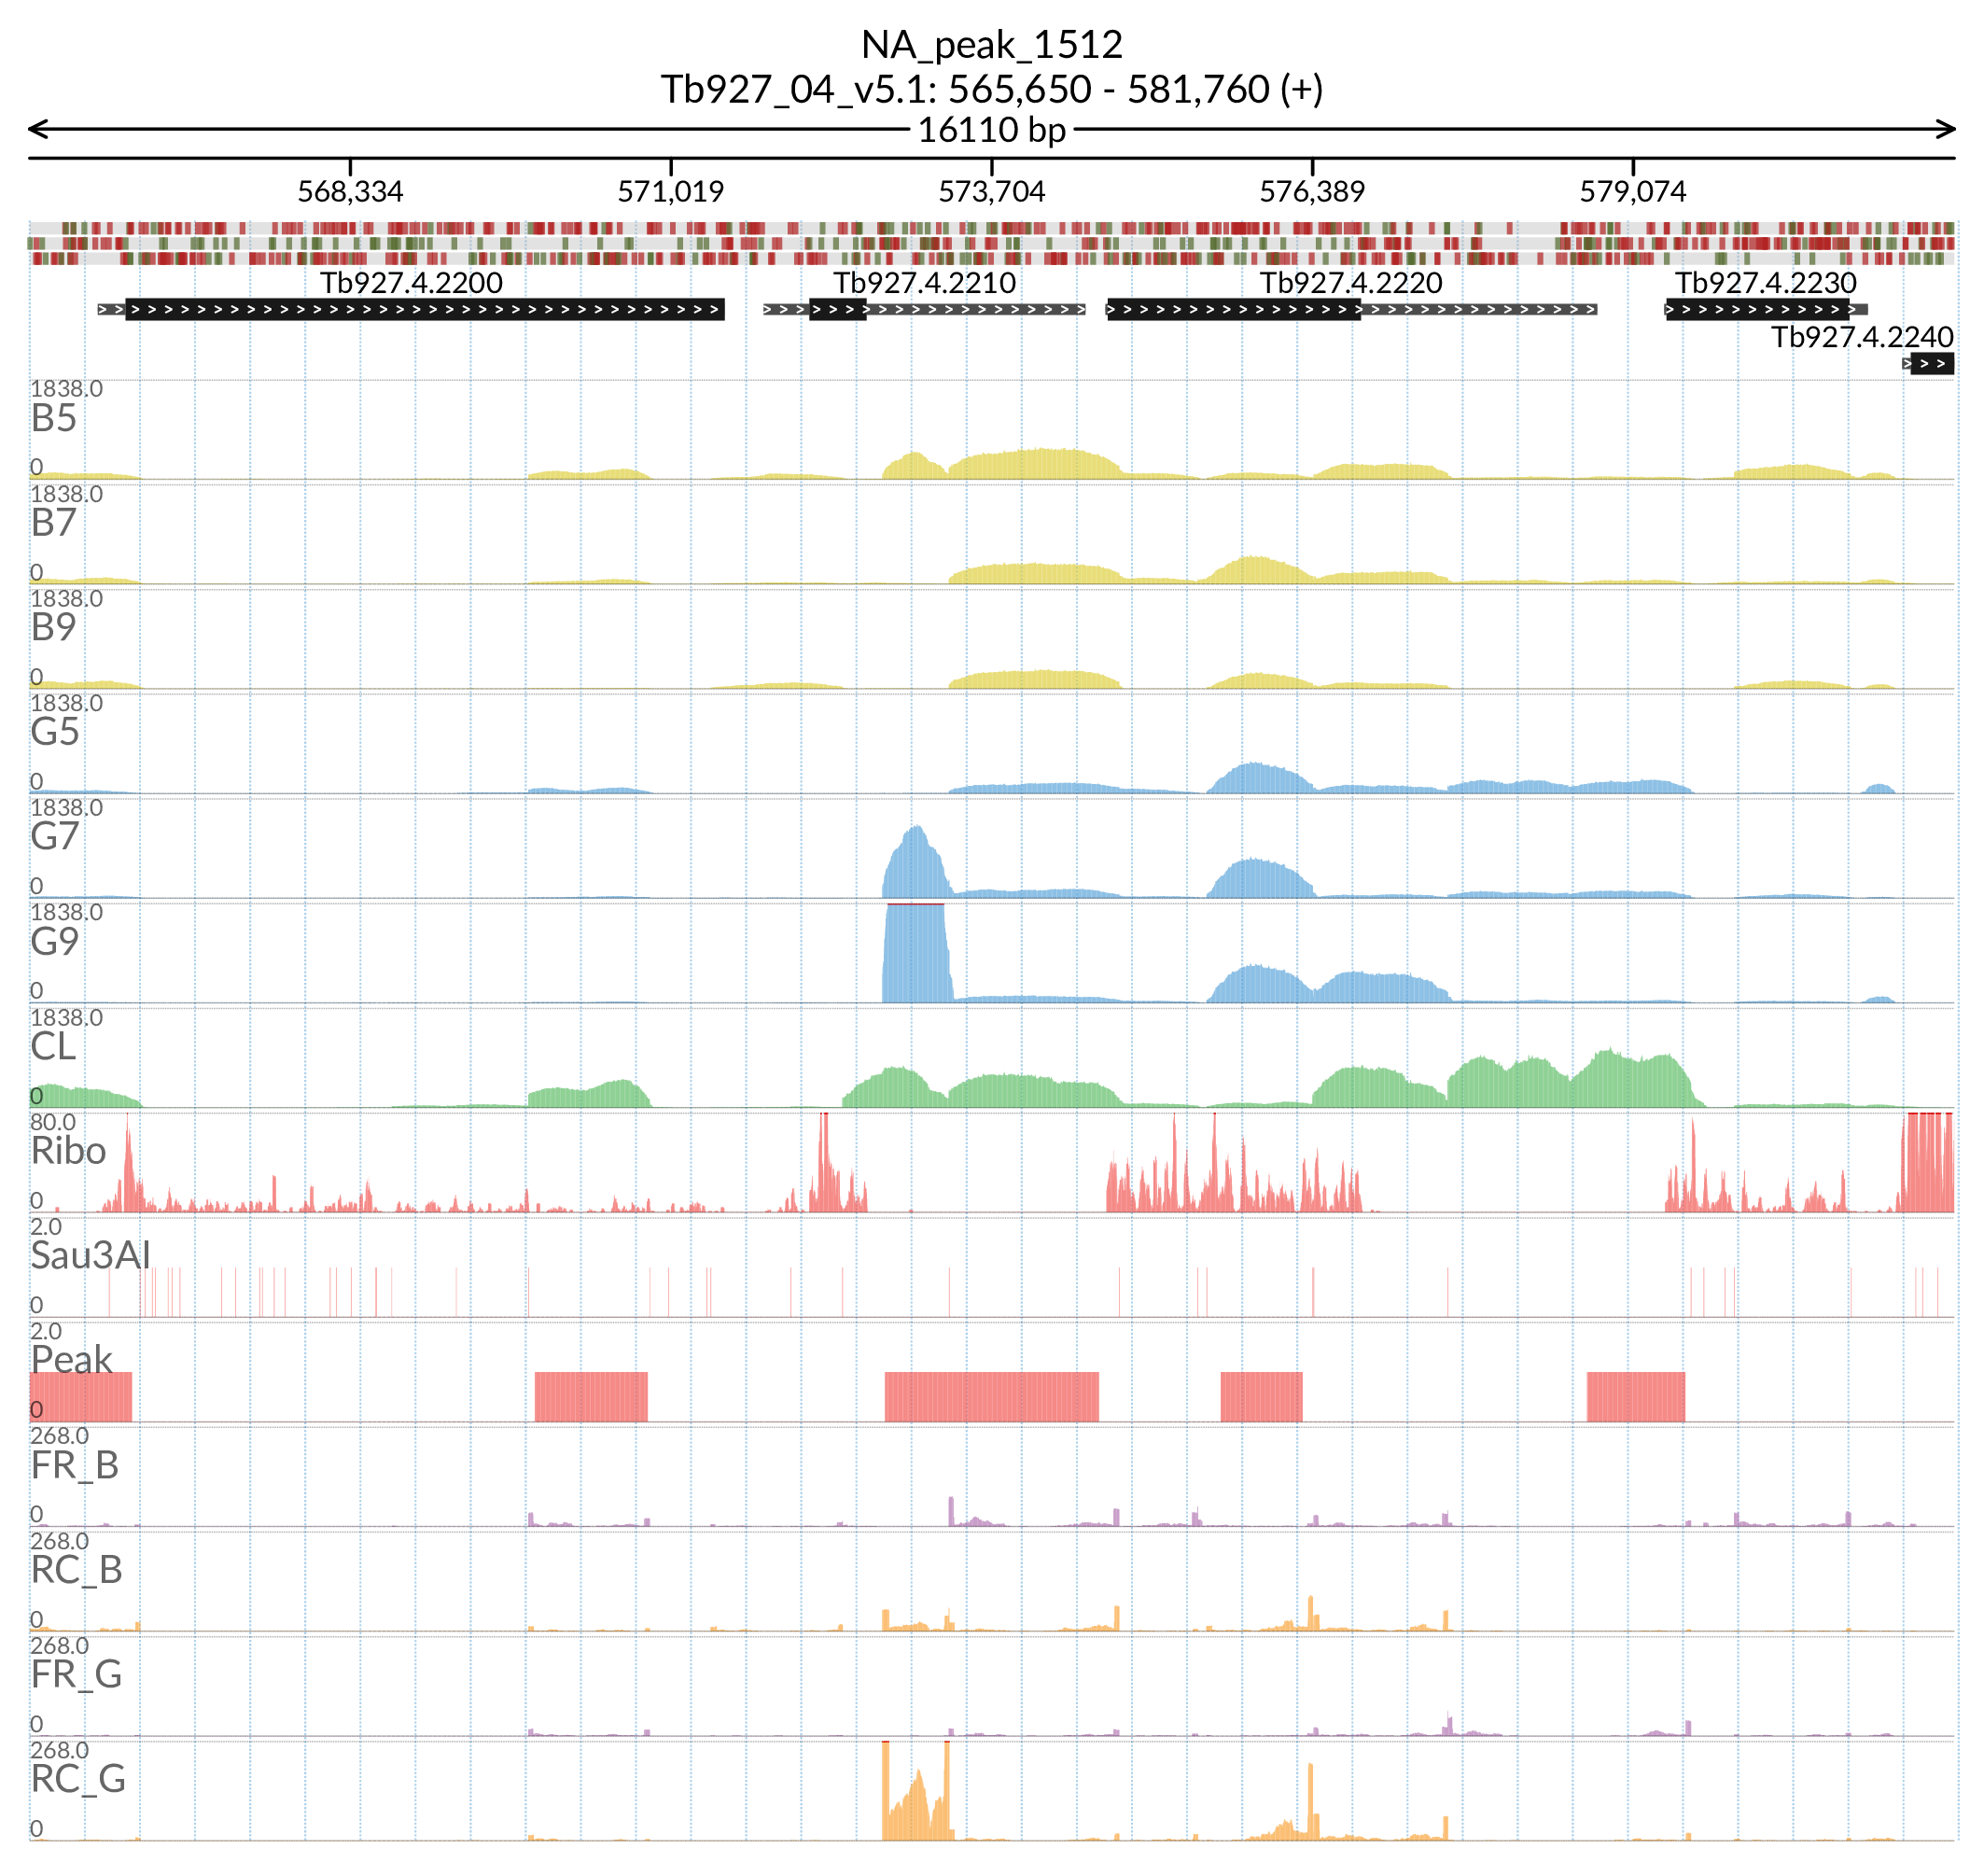 NA_peak_1512
Tb927_04_v5.1: 565,650 - 581,760 (+)
16110 bp
568,334 571,019 573,704 576,389 579,074
Tb927.4.2200 Tb927.4.2210 Tb927.4.2220 Tb927.4.2230
Tb927.4.2240
1838.0
B5
0
1838.0
B7
0
1838.0
B9
0
1838.0
G5
0
1838.0
G7
0
1838.0
G9
0
1838.0
CL
0
80.0
Ribo
0
2.0
Sau3AI
0
2.0
Peak
0
268.0
FR_B
0
268.0
RC_B
0
268.0
FR_G
0
268.0
RC_G
0